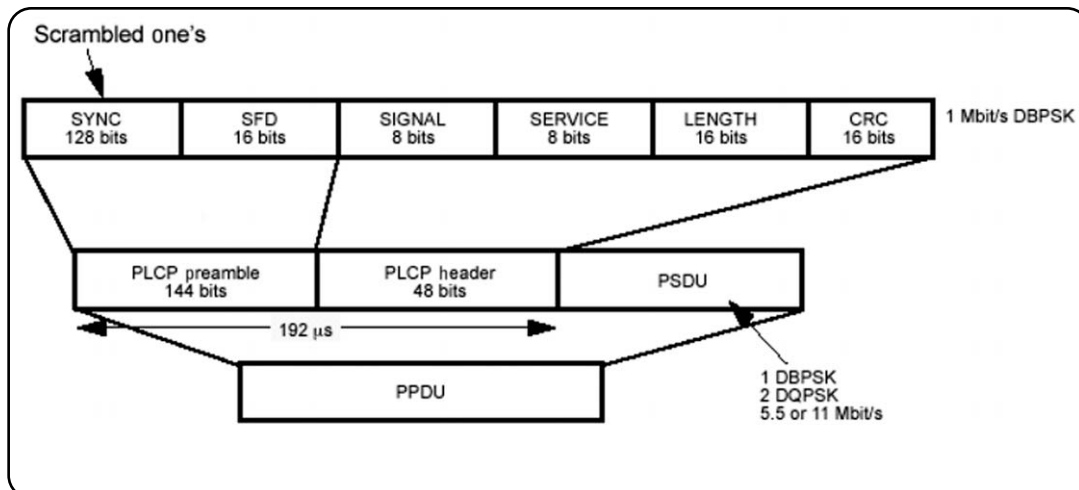 Scrambled one's
SYNC
128 bits
SFD
16 bits
SIGNAL
8 bits
SERVICE
8 bits
LENGTH
16 bits
CRC
16 bits
1 Mbit/s DBPSK
PLCP preamble
144 bits
PLCP header
48 bits
PSDU
192 μs
1 DBPSK
2 DQPSK
5.5 or 11 Mbit/s
PPDU